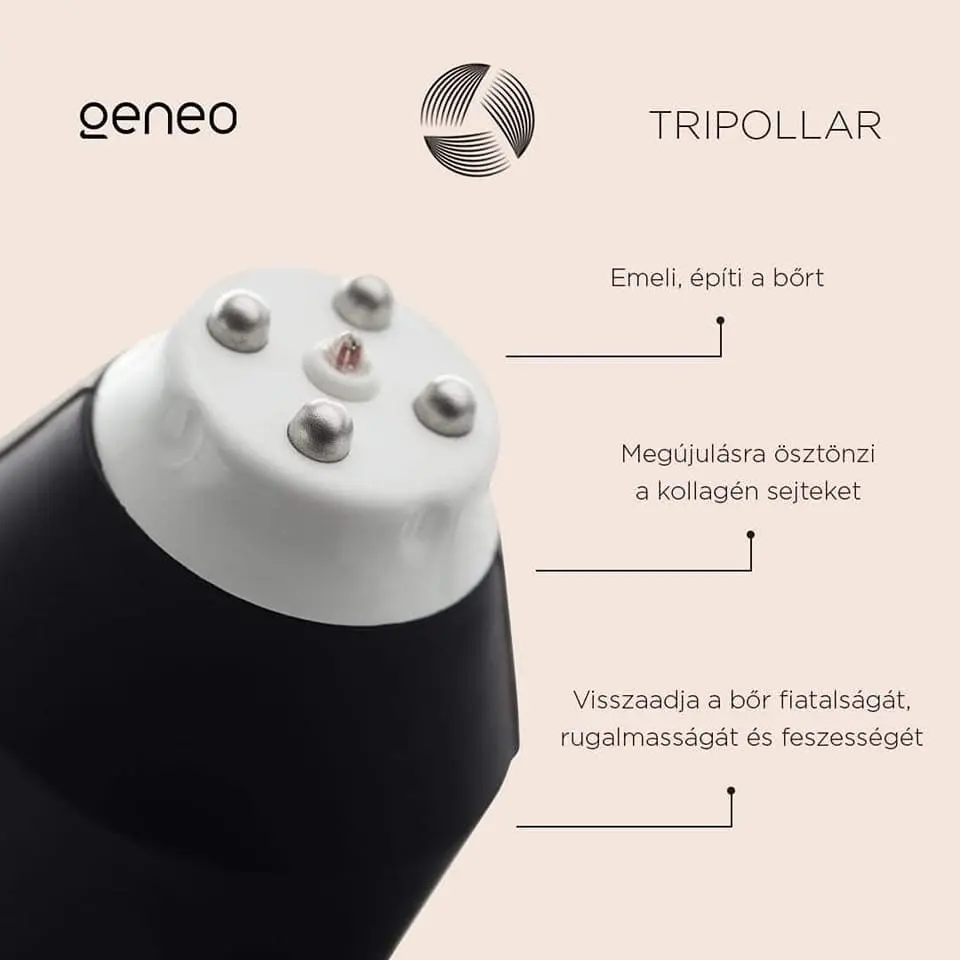 geneo
TRIPOLLAR
Emeli, építi a bőrt
Megújulásra ösztönzi
a kollagén sejteket
Visszaadja a bőr fiatalságát,
rugalmasságát és feszességét